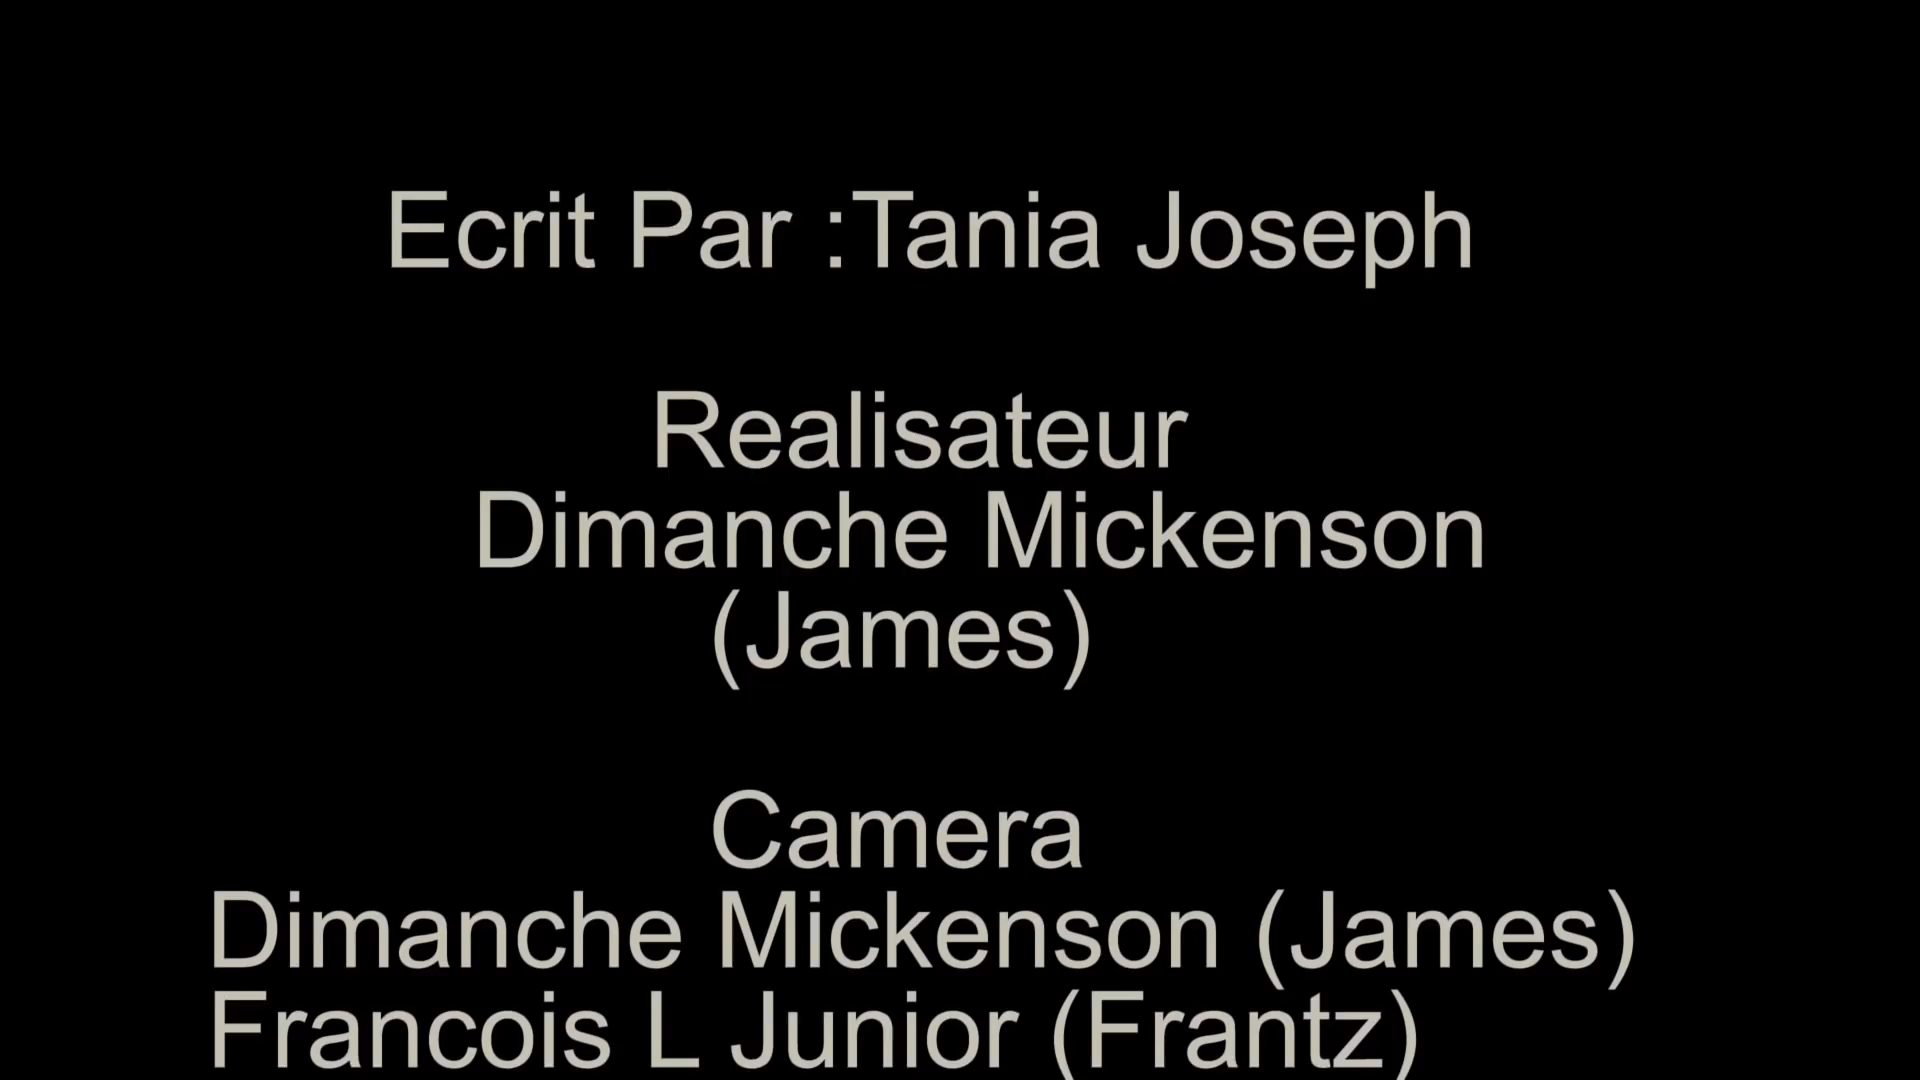 Ecrit Par :Tania Joseph
Realisateur
Dimanche Mickenson
(James)
Camera
Dimanche Mickenson (James)
Francois L Junior (Frantz)